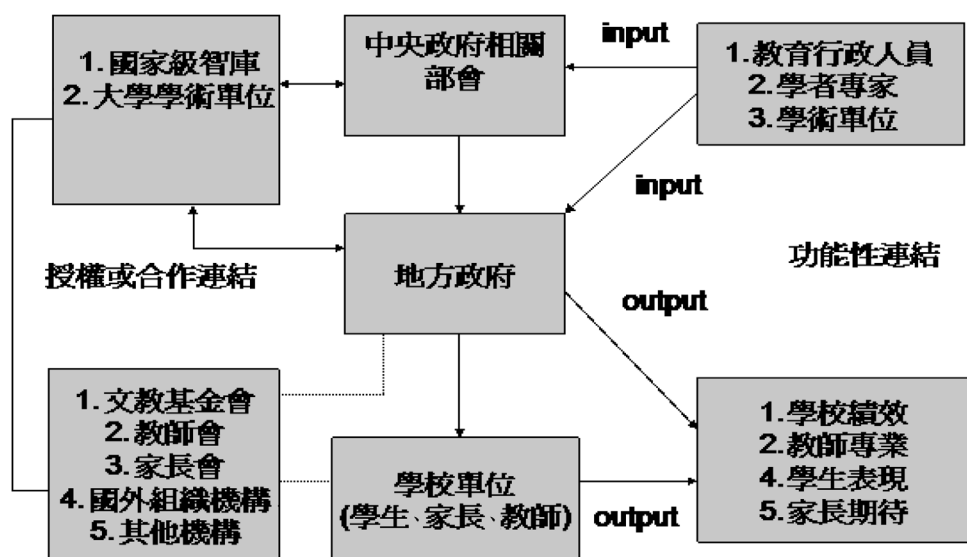 1.國家級智庫
2.大學學術單位
中央政府相關
部會
input
1.教育行政人員
2.學者專家
3.學術單位
input
授權或合作連結
地方政府
功能性連結
output
1.文教基金會
2.教師會
3.家長會
4.國外組織機構
5.其他機構
學校單位
(學生、家長、教師)
output
1.學校績效
2.教師專業
4.學生表現
5.家長期待